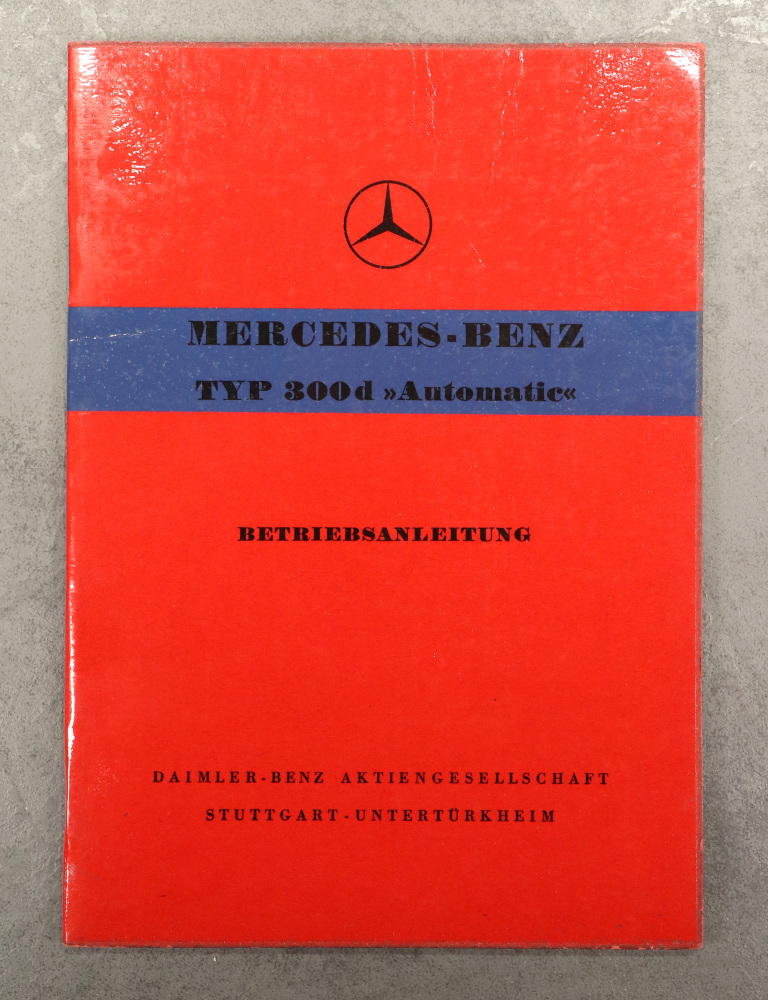 MERCEDES-BENZ
TYP 300d »Automatic«
BETRIEBSANLEITUNG
DAIMLER-BENZ AKTIENGESELLSCHAFT
STUTTGART-UNTERTÜRKHEIM